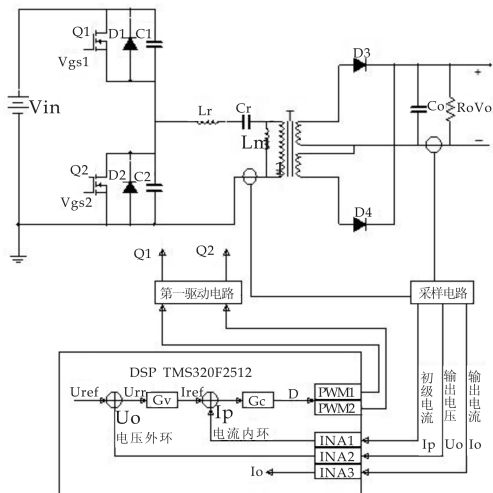 Q1 D1 C1
Vgs1
D3
+
Vin
Lr Cr
Lm
T
Co
RoVo
−
Q2 D2 C2
Vgs2
D4
Q1 Q2
第一驱动电路
采样电路
DSP TMS320F2512
Uref Urr Gv Iref Gc D PWM1
PWM2
Uo
电压外环
Ip
电流内环
INA1
INA2
Io INA3
初级电流
Ip
输出电压
Uo
输出电流
Io